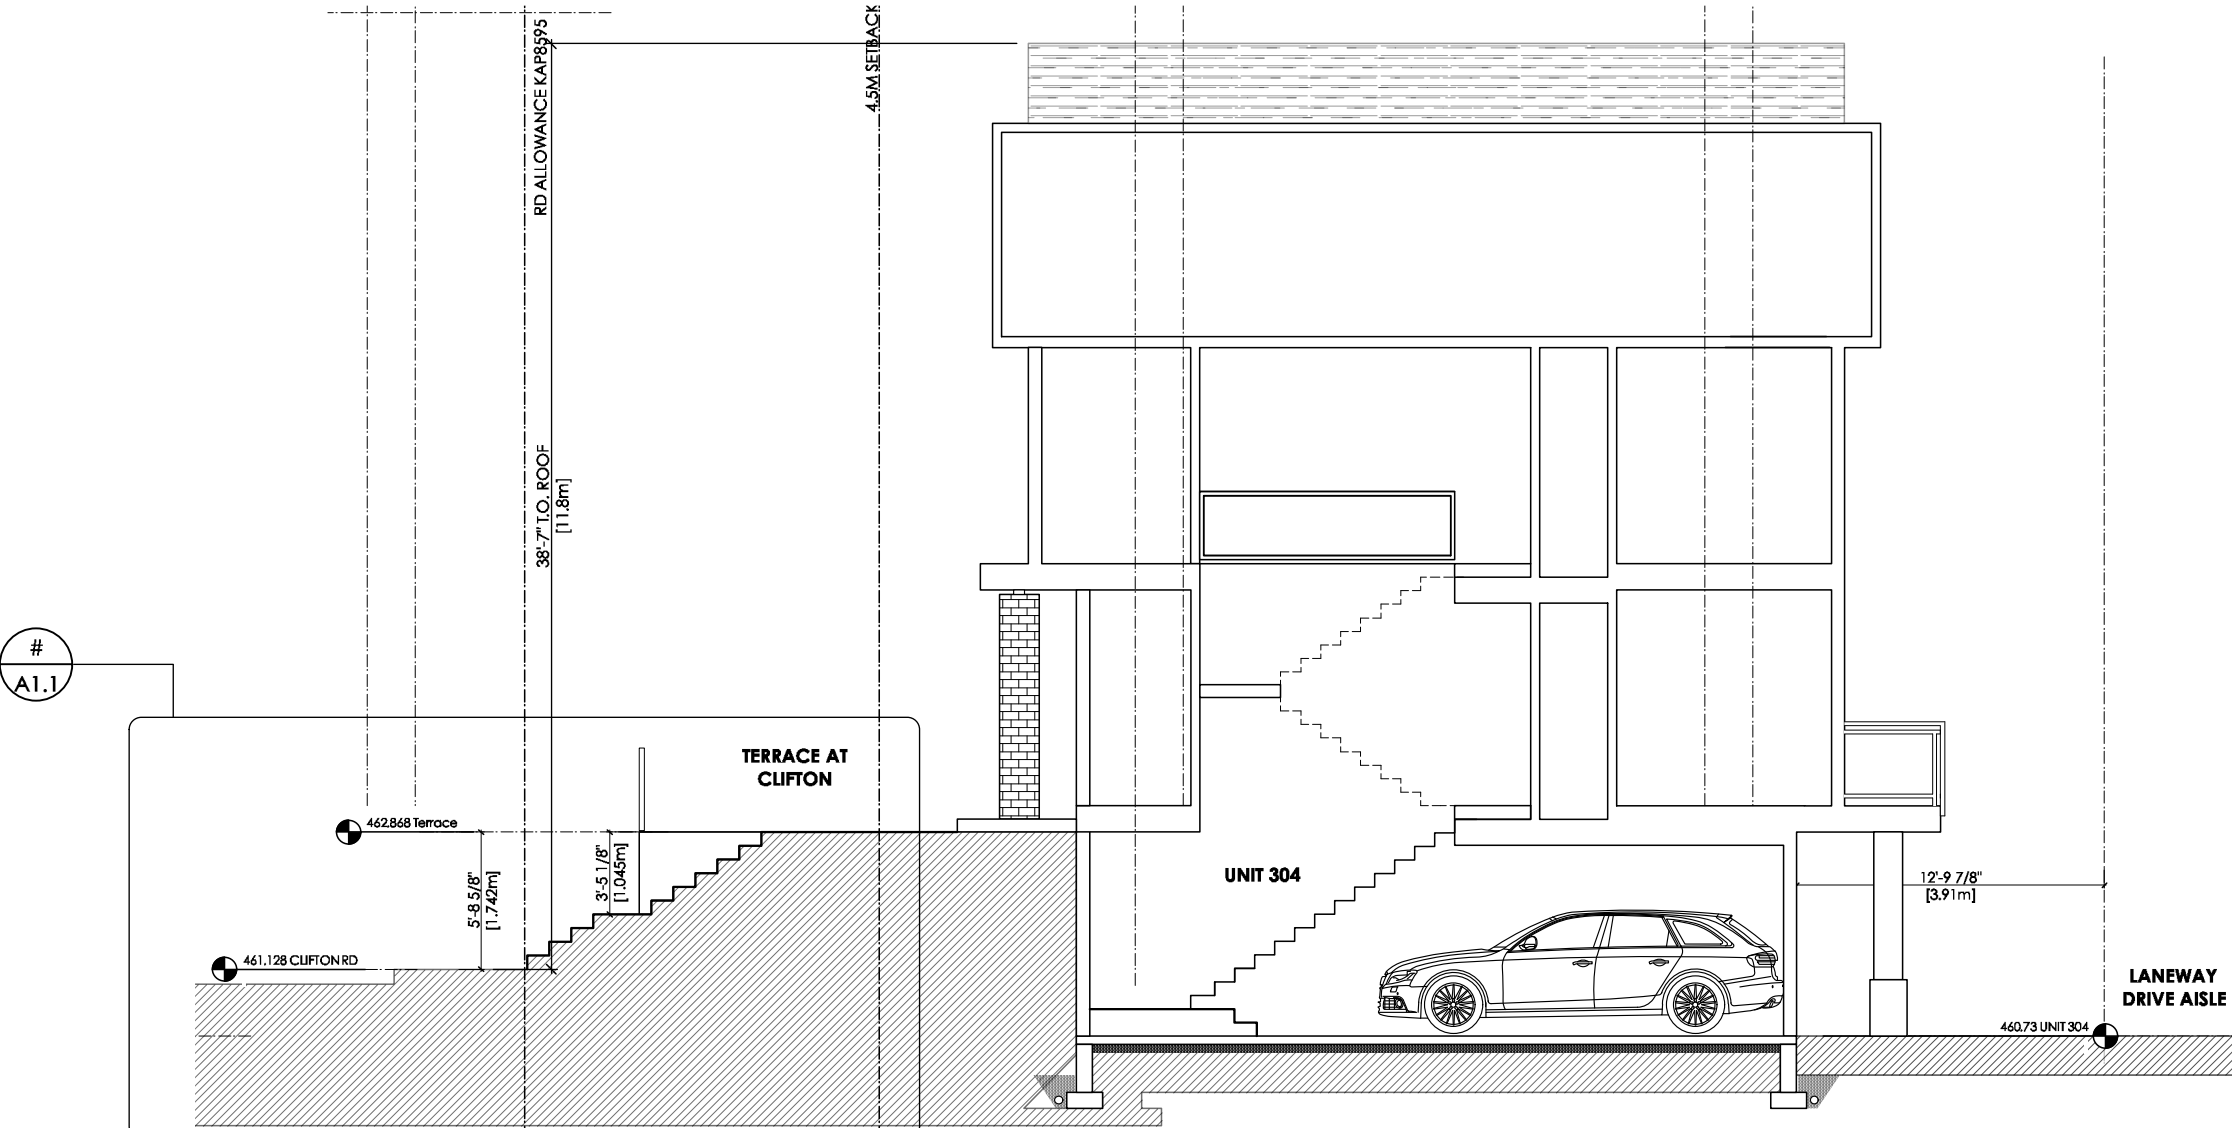 RD ALLOWANCE KAP8595
4.5M SETBACK
38'-7" T.O. ROOF
[11.8m]
#
A1.1
TERRACE AT
CLIFTON
462.868 Terrace
5'-8 5/8"
[1.742m]
3'-5 1/8"
[1.045m]
UNIT 304
12'-9 7/8"
[3.91m]
461.128 CLIFTON RD
LANEWAY
DRIVE AISLE
460.73 UNIT 304